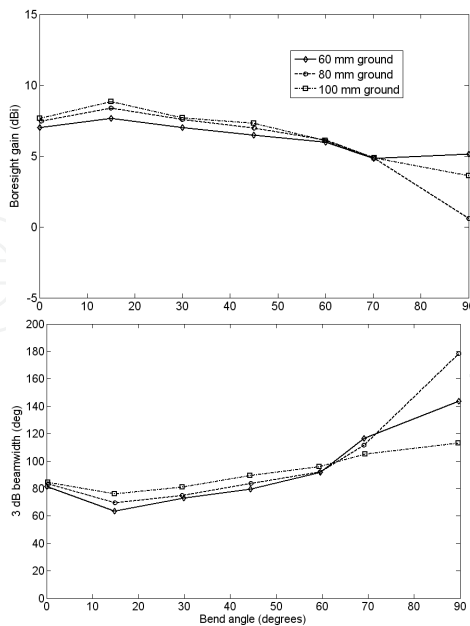 15
10
5
0
-5
Boresight gain (dBi)
60 mm ground
80 mm ground
100 mm ground
0 10 20 30 40 50 60 70 80 90
200
180
160
140
120
100
80
60
40
20
0
3 dB beamwidth (deg)
0 10 20 30 40 50 60 70 80 90
Bend angle (degrees)